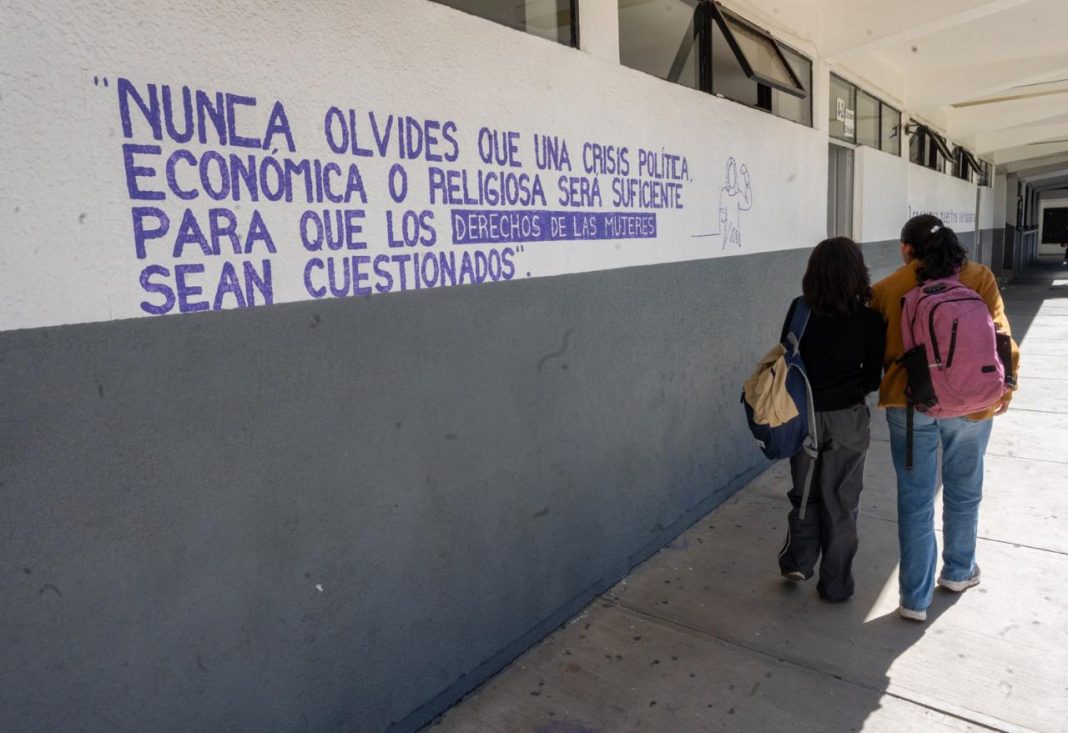 "NUNCA OLVIDES QUE UNA CRISIS POLÍTICA,
ECONÓMICA O RELIGIOSA SERÁ SUFICIENTE
PARA QUE LOS DERECHOS DE LAS MUJERES
SEAN CUESTIONADOS".